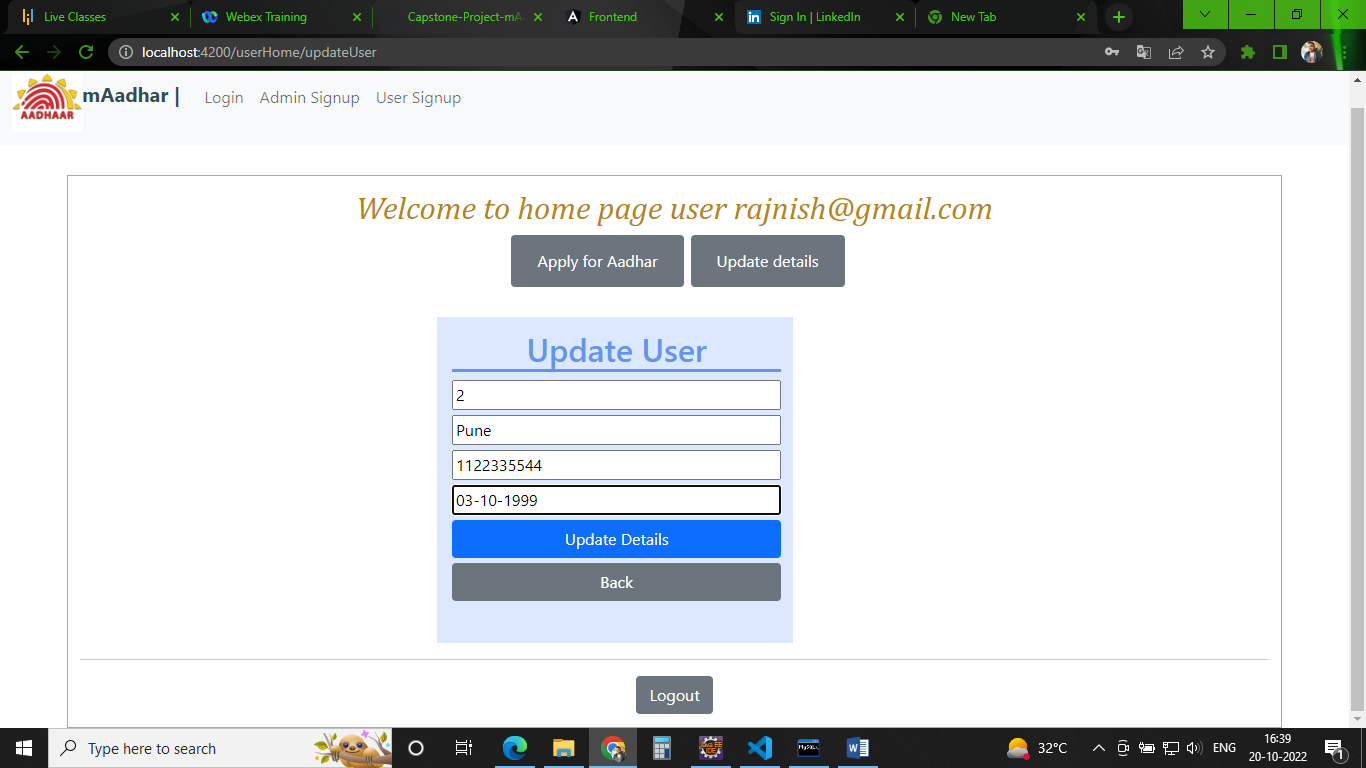 Live Classes
Webex Training
Capstone-Project-mA
Frontend
Sign In | LinkedIn
New Tab
localhost:4200/userHome/updateUser
AADHAAR
mAadhar |
Login
Admin Signup
User Signup
Welcome to home page user rajnish@gmail.com
Apply for Aadhar
Update details
Update User
2
Pune
1122335544
03-10-1999
Update Details
Back
Logout
Type here to search
32°C
ENG
16:39
20-10-2022
1